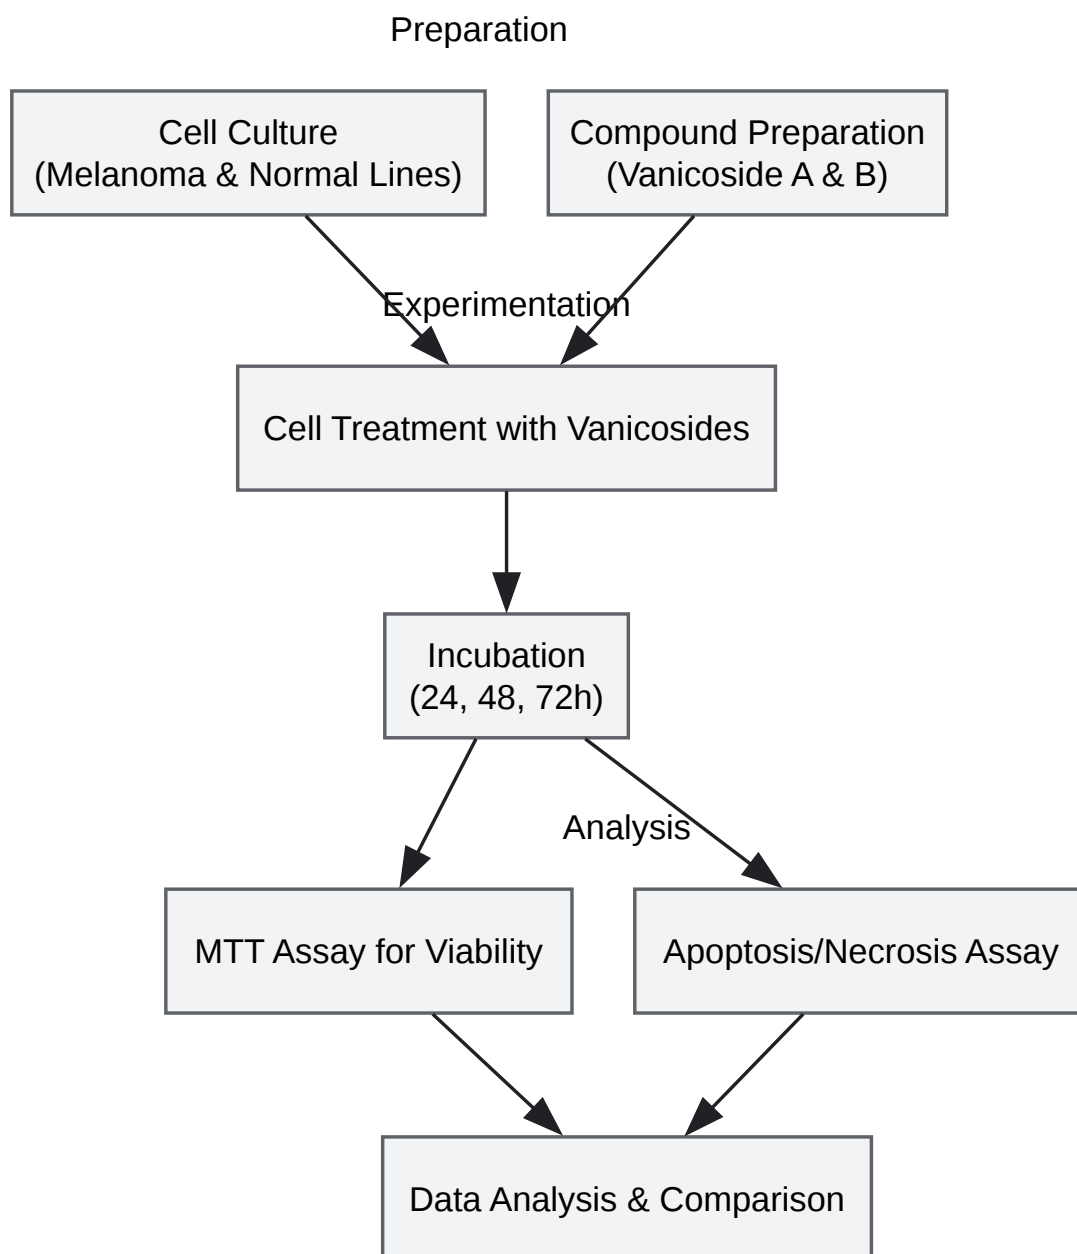 Preparation
Cell Culture
(Melanoma & Normal Lines)
Compound Preparation
(Vanicoside A & B)
Experimentation
Cell Treatment with Vanicosides
Incubation
(24, 48, 72h)
Analysis
MTT Assay for Viability
Apoptosis/Necrosis Assay
Data Analysis & Comparison